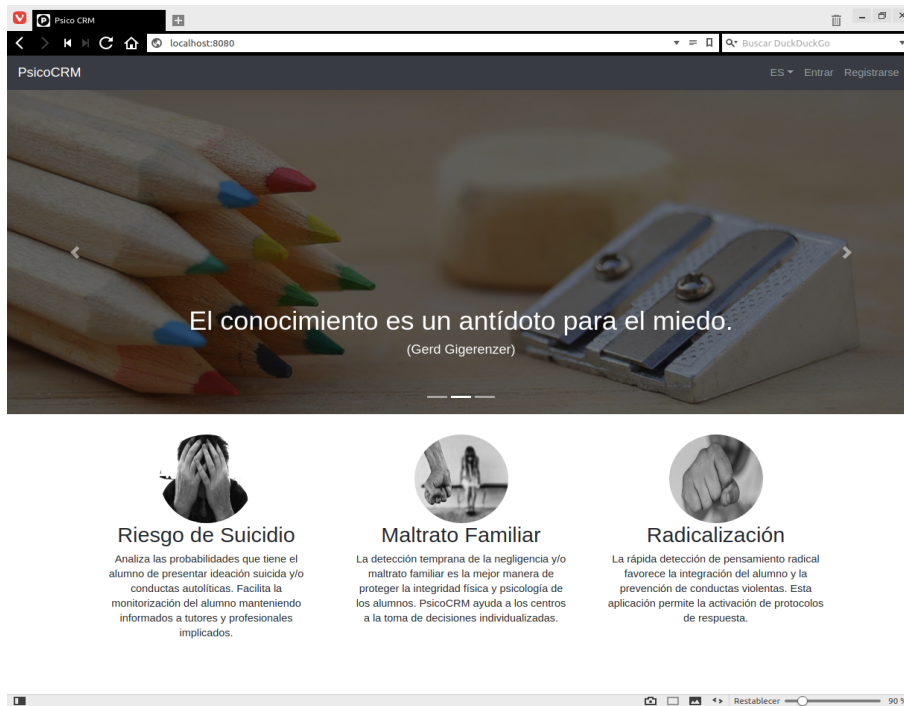 Psico CRM
localhost:8080
Buscar DuckDuckGo
PsicoCRM
ES Entrar Registrarse
El conocimiento es un antídoto para el miedo.
(Gerd Gigerenzer)
Riesgo de Suicidio
Analiza las probabilidades que tiene el
alumno de presentar ideación suicida y/o
conductas autolíticas. Facilita la
monitorización del alumno manteniendo
informados a tutores y profesionales
implicados.
Maltrato Familiar
La detección temprana de la negligencia y/o
maltrato familiar es la mejor manera de
proteger la integridad física y psicología de
los alumnos. PsicoCRM ayuda a los centros
a la toma de decisiones individualizadas.
Radicalización
La rápida detección de pensamiento radical
favorece la integración del alumno y la
prevención de conductas violentas. Esta
aplicación permite la activación de protocolos
de respuesta.
Restablecer 90 %